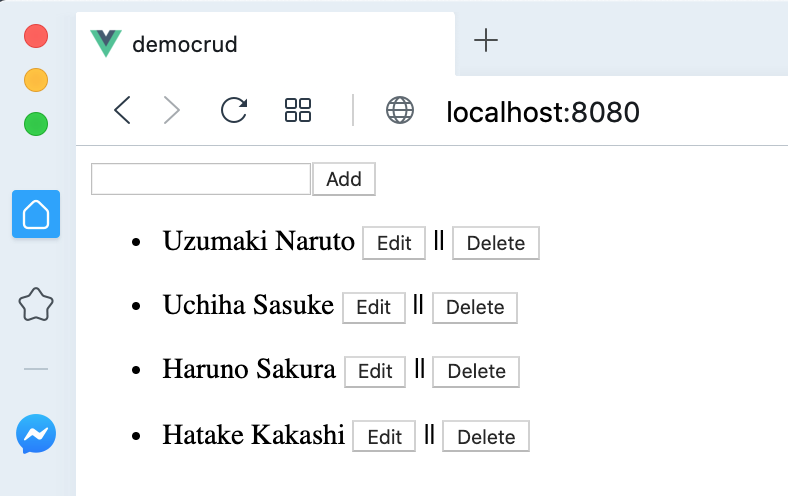 democrud
localhost:8080
Add
Uzumaki Naruto Edit || Delete
Uchiha Sasuke Edit || Delete
Haruno Sakura Edit || Delete
Hatake Kakashi Edit || Delete